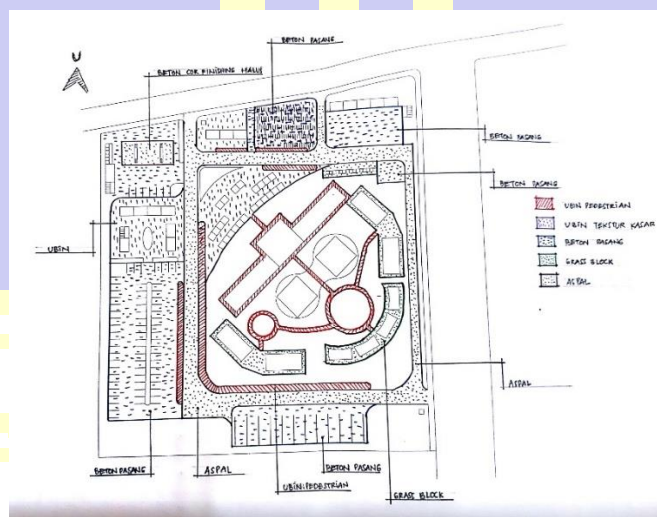 U
BETON PASANG
BETON COR FINISHING HALUS
BETON PASANG
BETON PASANG
UBIN
UBIN PEDESTRIAN
UBIN TEKSTUR KASAR
BETON PASANG
GRASS BLOCK
ASPAL
ASPAL
BETON PASANG
ASPAL
BETON PASANG
UBIN PEDESTRIAN
GRASS BLOCK